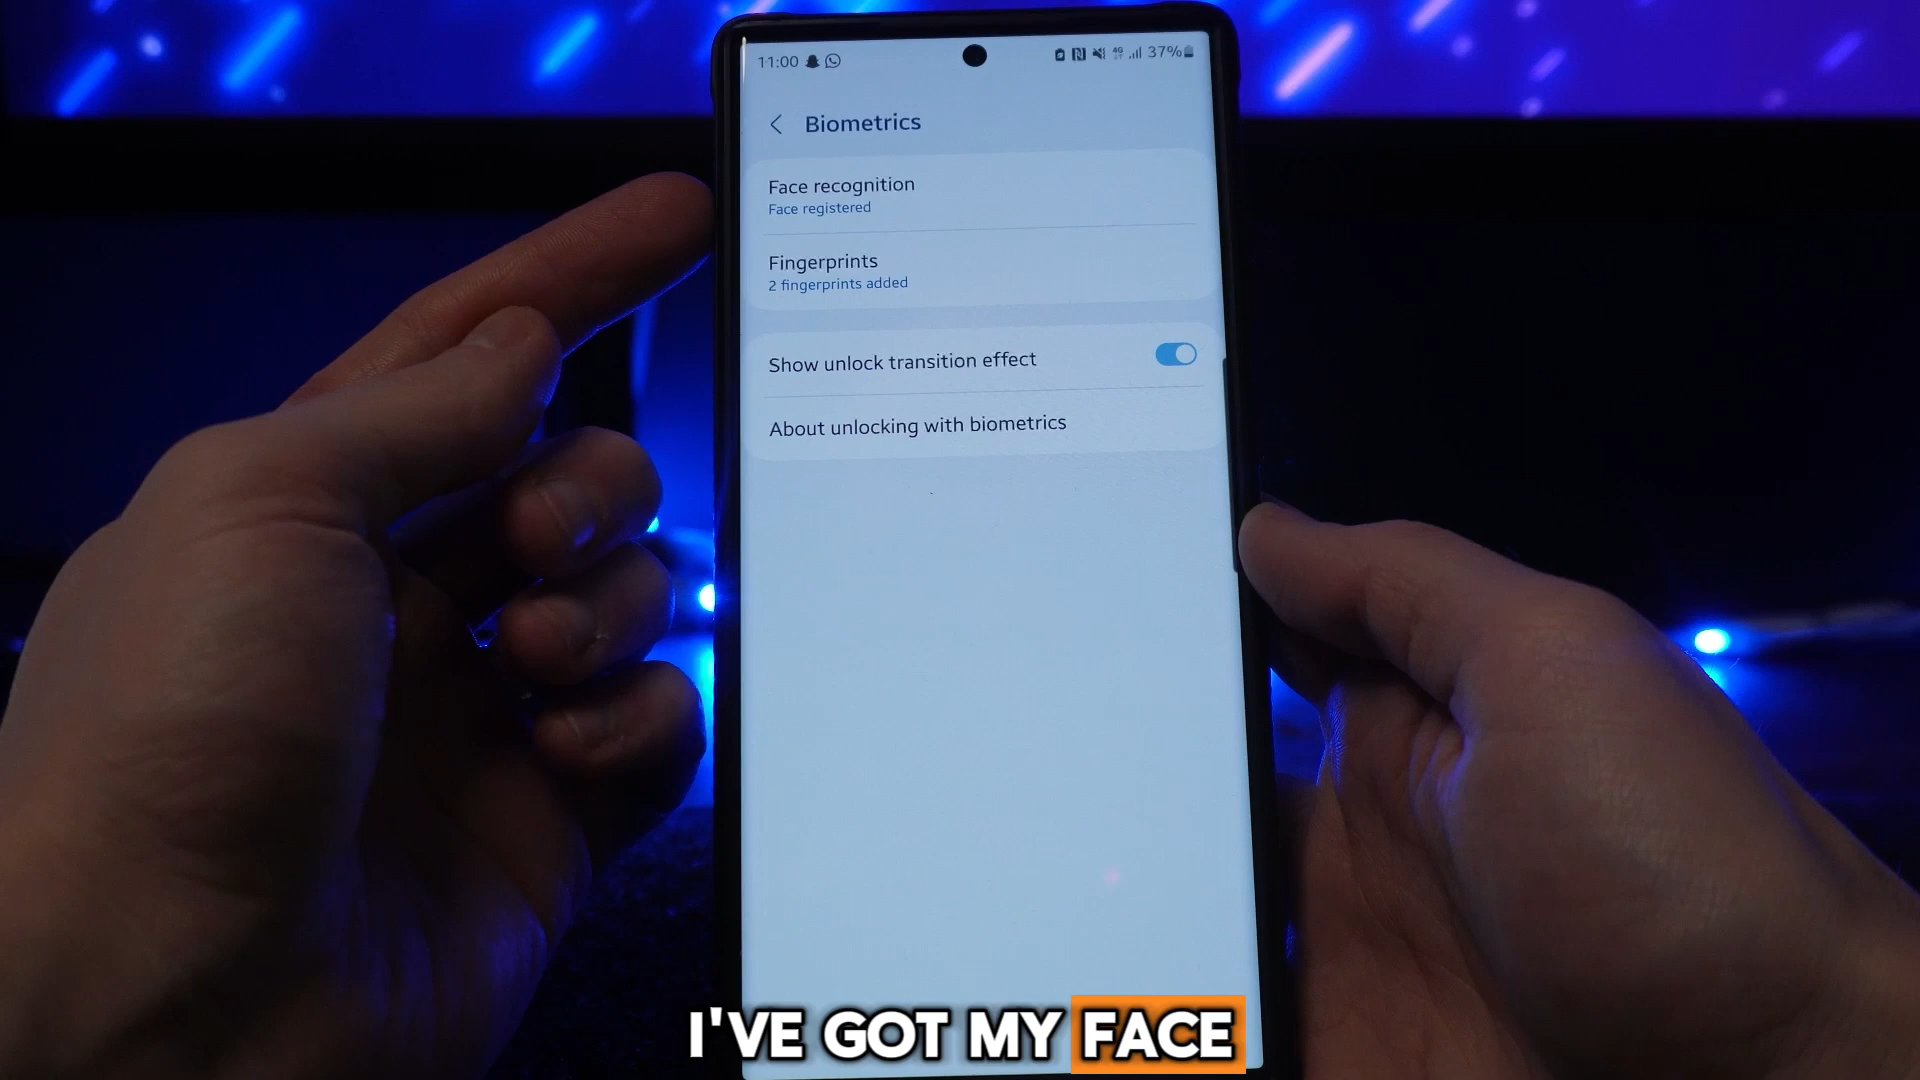 11:00 4G 37%
Biometrics
Face recognition
Face registered
Fingerprints
2 fingerprints added
Show unlock transition effect
About unlocking with biometrics
I'VE GOT MY FACE